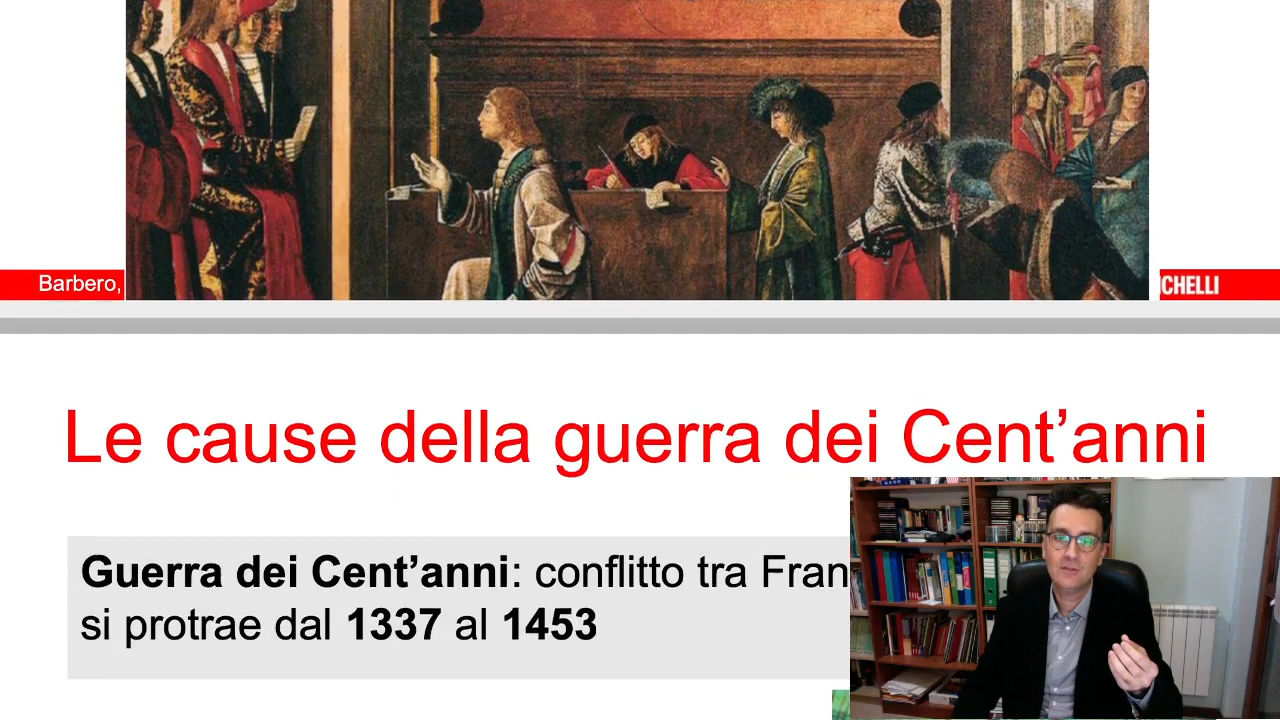 Barbero,
CHELLI
Le cause della guerra dei Cent’anni
Guerra dei Cent’anni: conflitto tra Fran
si protrae dal 1337 al 1453